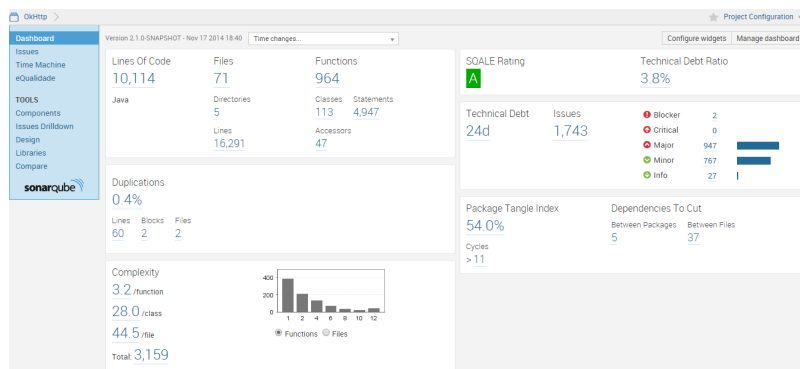 OkHttp
Project Configuration
Version 2.1.0-SNAPSHOT - Nov 17 2014 18:40 Time changes...
Configure widgets Manage dashboard
Dashboard
Issues
Time Machine
eQualidade
TOOLS
Components
Issues Drilldown
Design
Libraries
Compare
sonarqube
Lines Of Code Files Functions
10,114 71 964
Java Directories Classes Statements
5 113 4,947
Lines Accessors
16,291 47
Duplications
0.4%
Lines Blocks Files
60 2 2
Complexity
3.2 /function
28.0 /class
44.5 /file
Total: 3,159
400
200
0
1 2 4 6 8 10 12
Functions Files
SQALE Rating Technical Debt Ratio
A 3.8%
Technical Debt Issues
24d 1,743
Blocker 2
Critical 0
Major 947
Minor 767
Info 27
Package Tangle Index Dependencies To Cut
54.0% Between Packages Between Files
5 37
Cycles
> 11